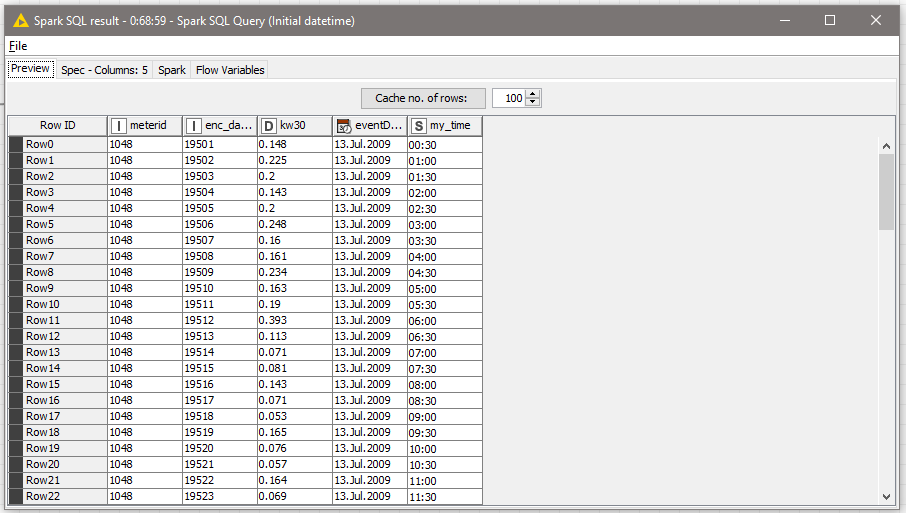 Spark SQL result - 0:68:59 - Spark SQL Query (Initial datetime)
File
Preview Spec - Columns: 5 Spark Flow Variables
Cache no. of rows: 100
Row ID I meterid I enc_da... D kw30 eventD... S my_time
Row0 1048 19501 0.148 13.Jul.2009 00:30
Row1 1048 19502 0.225 13.Jul.2009 01:00
Row2 1048 19503 0.2 13.Jul.2009 01:30
Row3 1048 19504 0.143 13.Jul.2009 02:00
Row4 1048 19505 0.2 13.Jul.2009 02:30
Row5 1048 19506 0.248 13.Jul.2009 03:00
Row6 1048 19507 0.16 13.Jul.2009 03:30
Row7 1048 19508 0.161 13.Jul.2009 04:00
Row8 1048 19509 0.234 13.Jul.2009 04:30
Row9 1048 19510 0.163 13.Jul.2009 05:00
Row10 1048 19511 0.19 13.Jul.2009 05:30
Row11 1048 19512 0.393 13.Jul.2009 06:00
Row12 1048 19513 0.113 13.Jul.2009 06:30
Row13 1048 19514 0.071 13.Jul.2009 07:00
Row14 1048 19515 0.081 13.Jul.2009 07:30
Row15 1048 19516 0.143 13.Jul.2009 08:00
Row16 1048 19517 0.071 13.Jul.2009 08:30
Row17 1048 19518 0.053 13.Jul.2009 09:00
Row18 1048 19519 0.165 13.Jul.2009 09:30
Row19 1048 19520 0.076 13.Jul.2009 10:00
Row20 1048 19521 0.057 13.Jul.2009 10:30
Row21 1048 19522 0.164 13.Jul.2009 11:00
Row22 1048 19523 0.069 13.Jul.2009 11:30